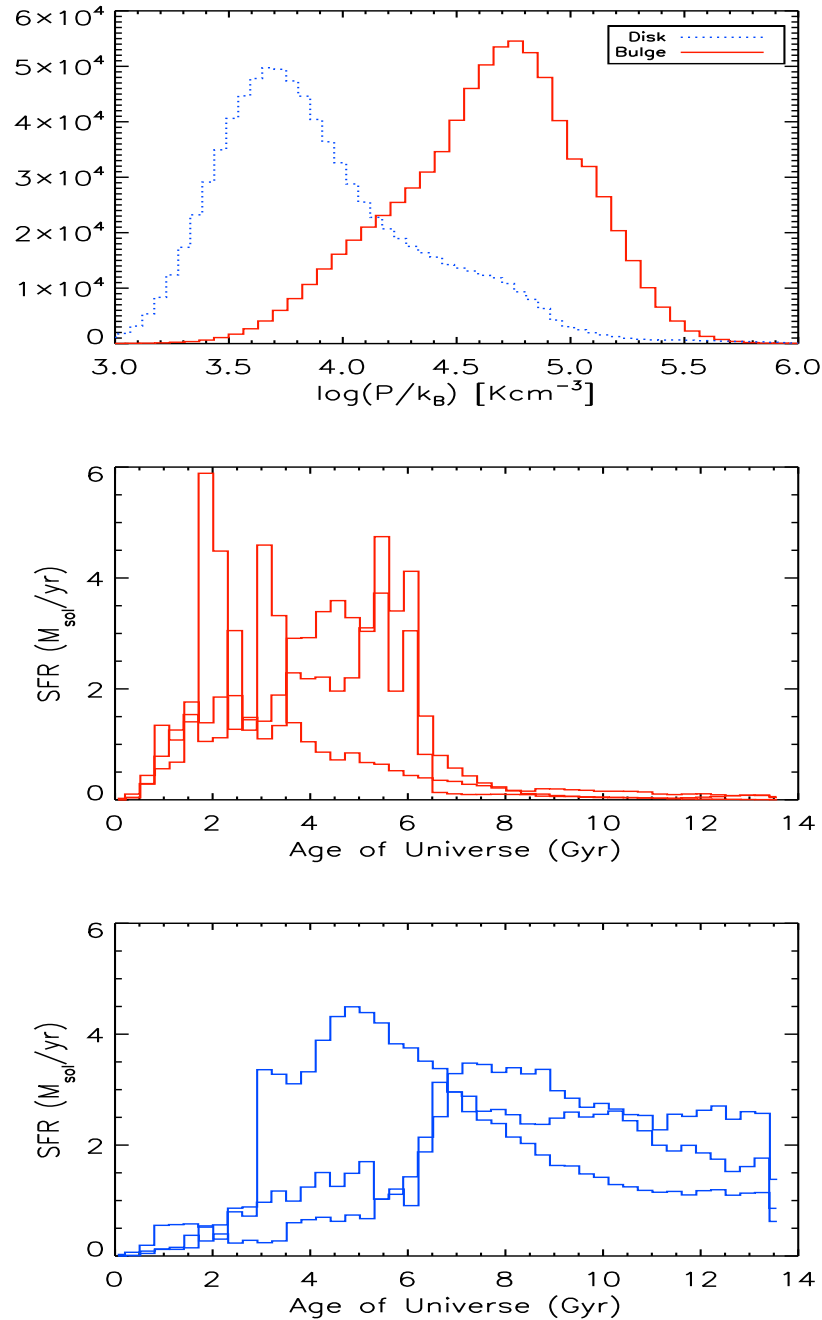 6×10⁴
5×10⁴
4×10⁴
3×10⁴
2×10⁴
1×10⁴
0
Disk
Bulge
3.0 3.5 4.0 4.5 5.0 5.5 6.0
log(P/k_B) [Kcm⁻³]
6
4
2
0
SFR (M_sol/yr)
0 2 4 6 8 10 12 14
Age of Universe (Gyr)
6
4
2
0
SFR (M_sol/yr)
0 2 4 6 8 10 12 14
Age of Universe (Gyr)